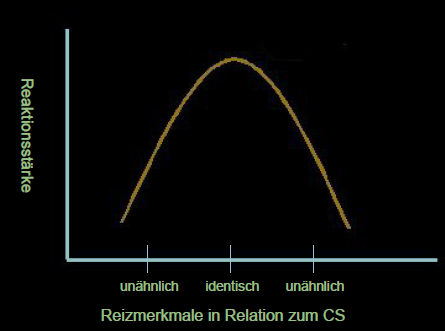 Reaktionsstärke
unähnlich identisch unähnlich
Reizmerkmale in Relation zum CS